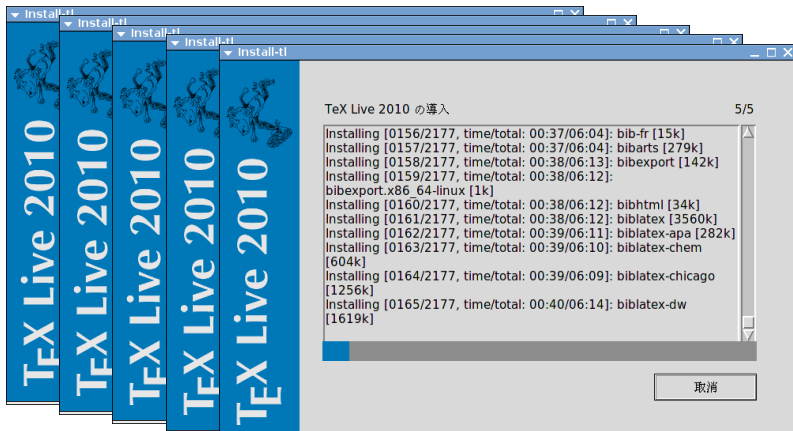 Install-tl
Install-tl
Install-tl
Install-tl
Install-tl
TeX Live 2010
TeX Live 2010
TeX Live 2010
TeX Live 2010
TeX Live 2010
TeX Live 2010 の導入 5/5
Installing [0156/2177, time/total: 00:37/06:04]: bib-fr [15k]
Installing [0157/2177, time/total: 00:37/06:04]: bibarts [279k]
Installing [0158/2177, time/total: 00:38/06:13]: bibexport [142k]
Installing [0159/2177, time/total: 00:38/06:12]:
bibexport.x86_64-linux [1k]
Installing [0160/2177, time/total: 00:38/06:12]: bibhtml [34k]
Installing [0161/2177, time/total: 00:38/06:12]: biblatex [3560k]
Installing [0162/2177, time/total: 00:39/06:11]: biblatex-apa [282k]
Installing [0163/2177, time/total: 00:39/06:10]: biblatex-chem
[604k]
Installing [0164/2177, time/total: 00:39/06:09]: biblatex-chicago
[1256k]
Installing [0165/2177, time/total: 00:40/06:14]: biblatex-dw
[1619k]
取消